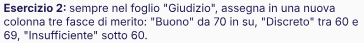 Esercizio 2: sempre nel foglio "Giudizio", assegna in una nuova
colonna tre fasce di merito: "Buono" da 70 in su, "Discreto" tra 60 e
69, "Insufficiente" sotto 60.